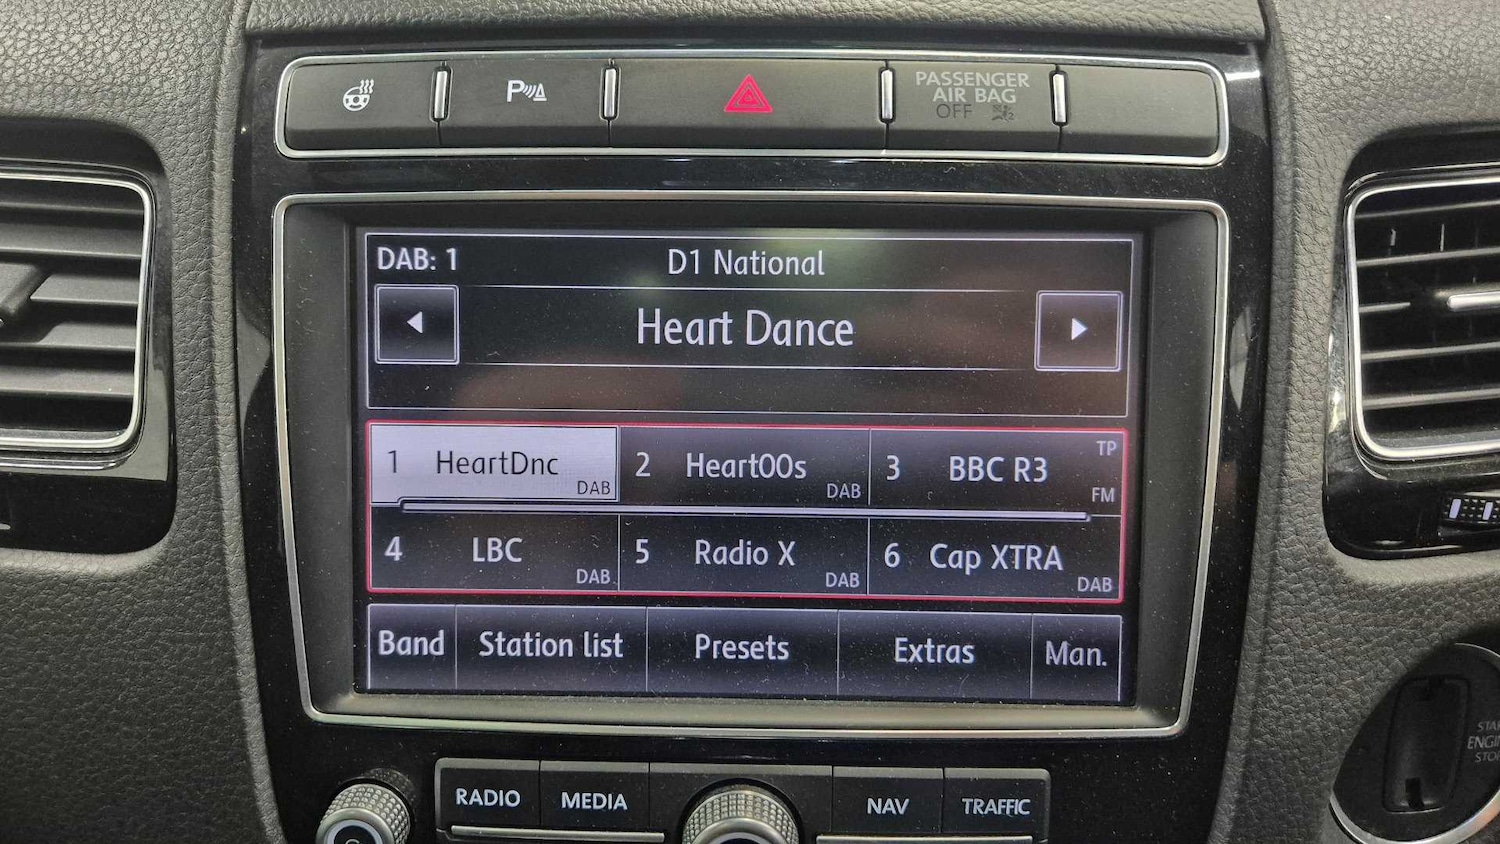 P
PASSENGER
AIR BAG
OFF
DAB: 1
D1 National
Heart Dance
1 HeartDnc DAB
2 Heart00s DAB
3 BBC R3 TP FM
4 LBC DAB
5 Radio X DAB
6 Cap XTRA DAB
Band
Station list
Presets
Extras
Man.
RADIO
MEDIA
NAV
TRAFFIC